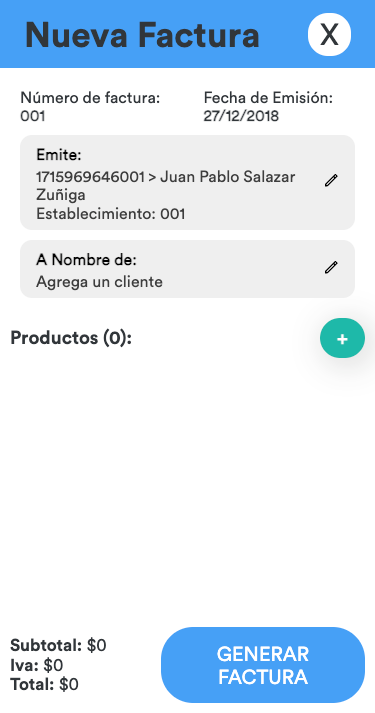 Nueva Factura
X
Número de factura:
001
Fecha de Emisión:
27/12/2018
Emite:
1715969646001 > Juan Pablo Salazar
Zuñiga
Establecimiento: 001
A Nombre de:
Agrega un cliente
Productos (0):
+
Subtotal: $0
Iva: $0
Total: $0
GENERAR
FACTURA